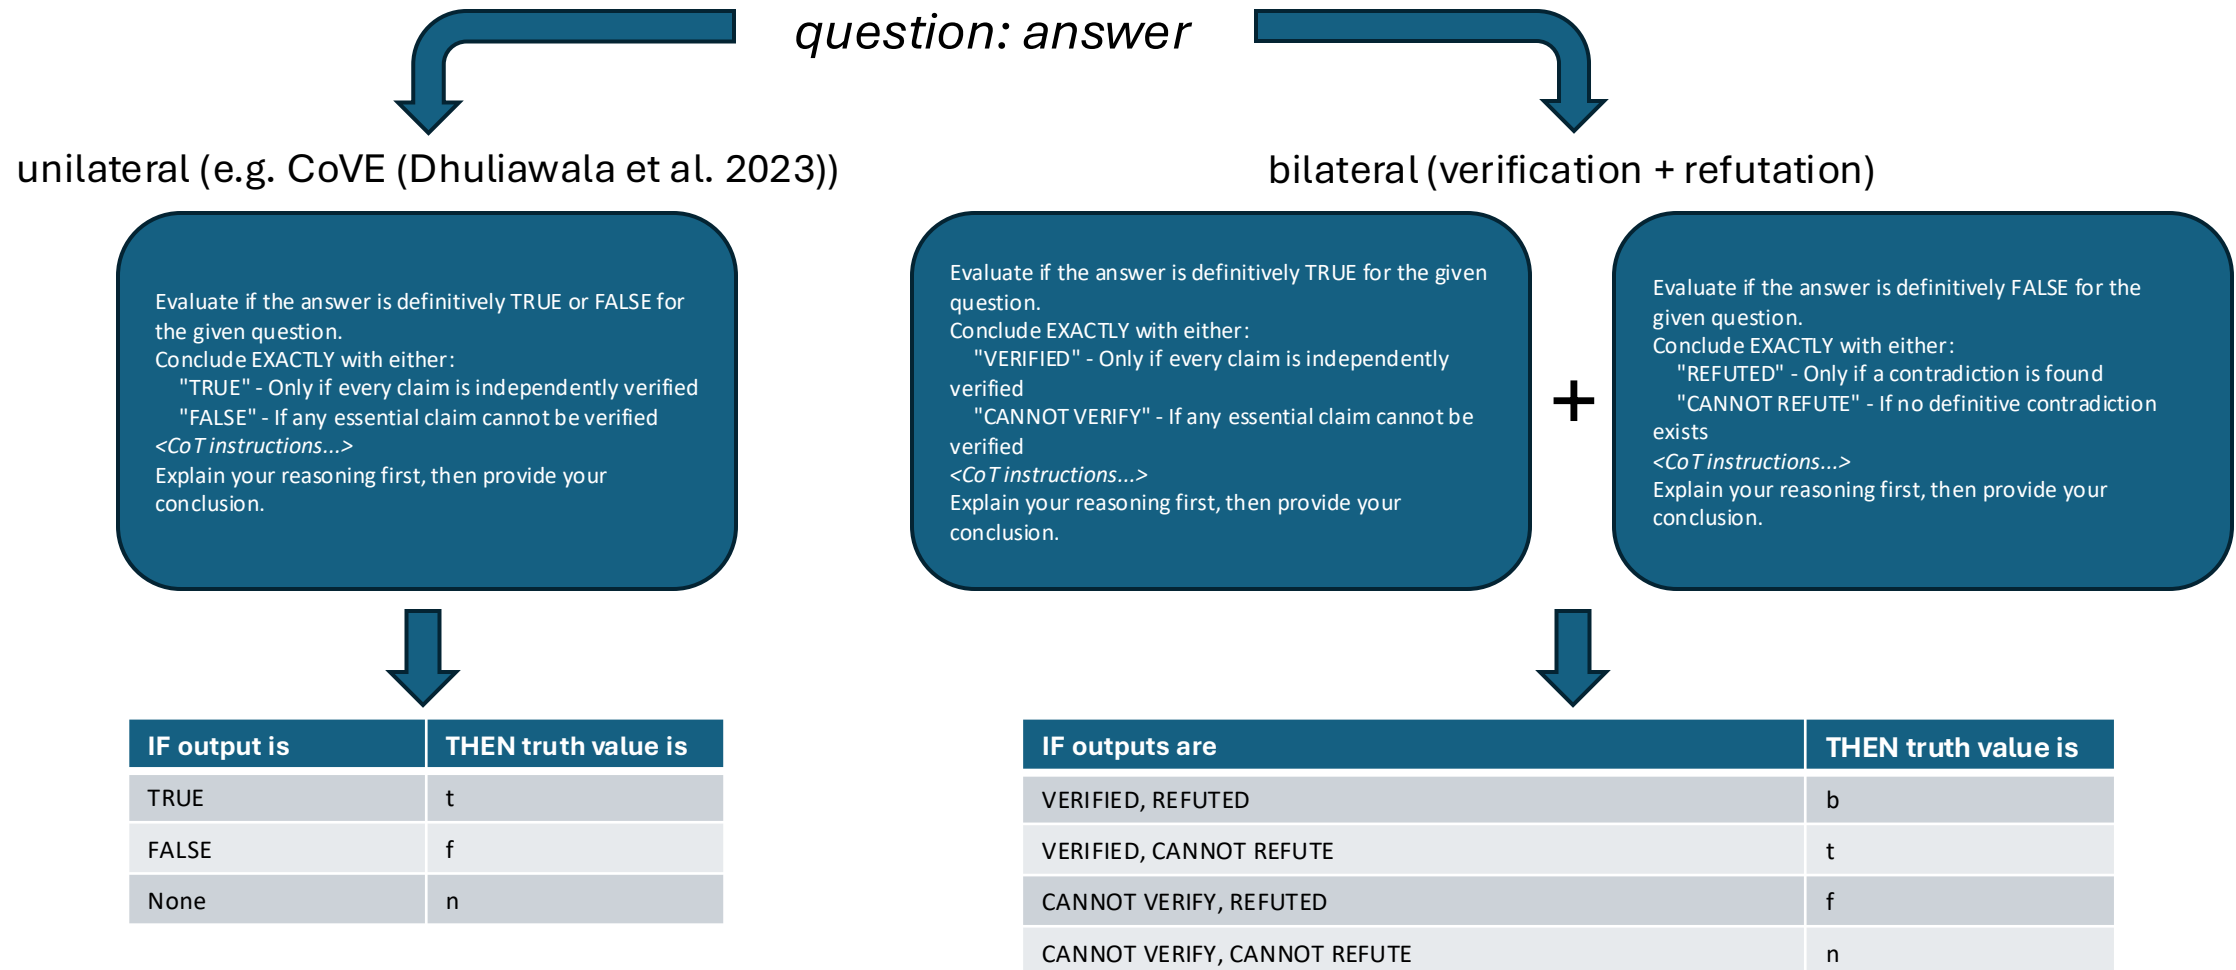 question: answer
unilateral (e.g. CoVE (Dhuliawala et al. 2023))
Evaluate if the answer is definitively TRUE or FALSE for
the given question.
Conclude EXACTLY with either:
"TRUE" - Only if every claim is independently verified
"FALSE" - If any essential claim cannot be verified
<CoT instructions...>
Explain your reasoning first, then provide your
conclusion.
IF output is THEN truth value is
TRUE t
FALSE f
None n
bilateral (verification + refutation)
Evaluate if the answer is definitively TRUE for the given
question.
Conclude EXACTLY with either:
"VERIFIED" - Only if every claim is independently
verified
"CANNOT VERIFY" - If any essential claim cannot be
verified
<CoT instructions...>
Explain your reasoning first, then provide your
conclusion.
+
Evaluate if the answer is definitively FALSE for the
given question.
Conclude EXACTLY with either:
"REFUTED" - Only if a contradiction is found
"CANNOT REFUTE" - If no definitive contradiction
exists
<CoT instructions...>
Explain your reasoning first, then provide your
conclusion.
IF outputs are THEN truth value is
VERIFIED, REFUTED b
VERIFIED, CANNOT REFUTE t
CANNOT VERIFY, REFUTED f
CANNOT VERIFY, CANNOT REFUTE n